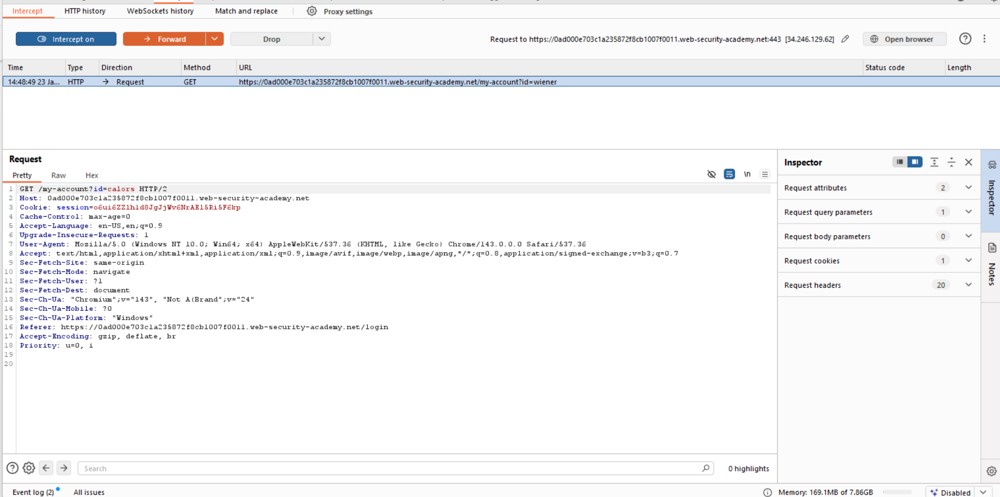 Intercept HTTP history WebSockets history Match and replace Proxy settings
Intercept on Forward Drop Request to https://0ad000e703c1a235872f8cb1007f0011.web-security-academy.net:443 [34.246.129.62] Open browser
Time Type Direction Method URL Status code Length
14:48:49 23 Ja... HTTP → Request GET https://0ad000e703c1a235872f8cb1007f0011.web-security-academy.net/my-account?id=wiener
Request
Pretty Raw Hex \n
1 GET /my-account?id=calors HTTP/2
2 Host: 0ad000e703c1a235872f8cb1007f0011.web-security-academy.net
3 Cookie: session=o6ui6ZZlhld8JgJjWv6NrAEl5Ri5F6kp
4 Cache-Control: max-age=0
5 Accept-Language: en-US,en;q=0.9
6 Upgrade-Insecure-Requests: 1
7 User-Agent: Mozilla/5.0 (Windows NT 10.0; Win64; x64) AppleWebKit/537.36 (KHTML, like Gecko) Chrome/143.0.0.0 Safari/537.36
8 Accept: text/html,application/xhtml+xml,application/xml;q=0.9,image/avif,image/webp,image/apng,*/*;q=0.8,application/signed-exchange;v=b3;q=0.7
9 Sec-Fetch-Site: same-origin
10 Sec-Fetch-Mode: navigate
11 Sec-Fetch-User: ?1
12 Sec-Fetch-Dest: document
13 Sec-Ch-Ua: "Chromium";v="143", "Not A(Brand";v="24"
14 Sec-Ch-Ua-Mobile: ?0
15 Sec-Ch-Ua-Platform: "Windows"
16 Referer: https://0ad000e703c1a235872f8cb1007f0011.web-security-academy.net/login
17 Accept-Encoding: gzip, deflate, br
18 Priority: u=0, i
19
20
Inspector
Request attributes 2
Request query parameters 1
Request body parameters 0
Request cookies 1
Request headers 20
Inspector
Notes
Search 0 highlights
Event log (2) All issues Memory: 169.1MB of 7.86GB Disabled